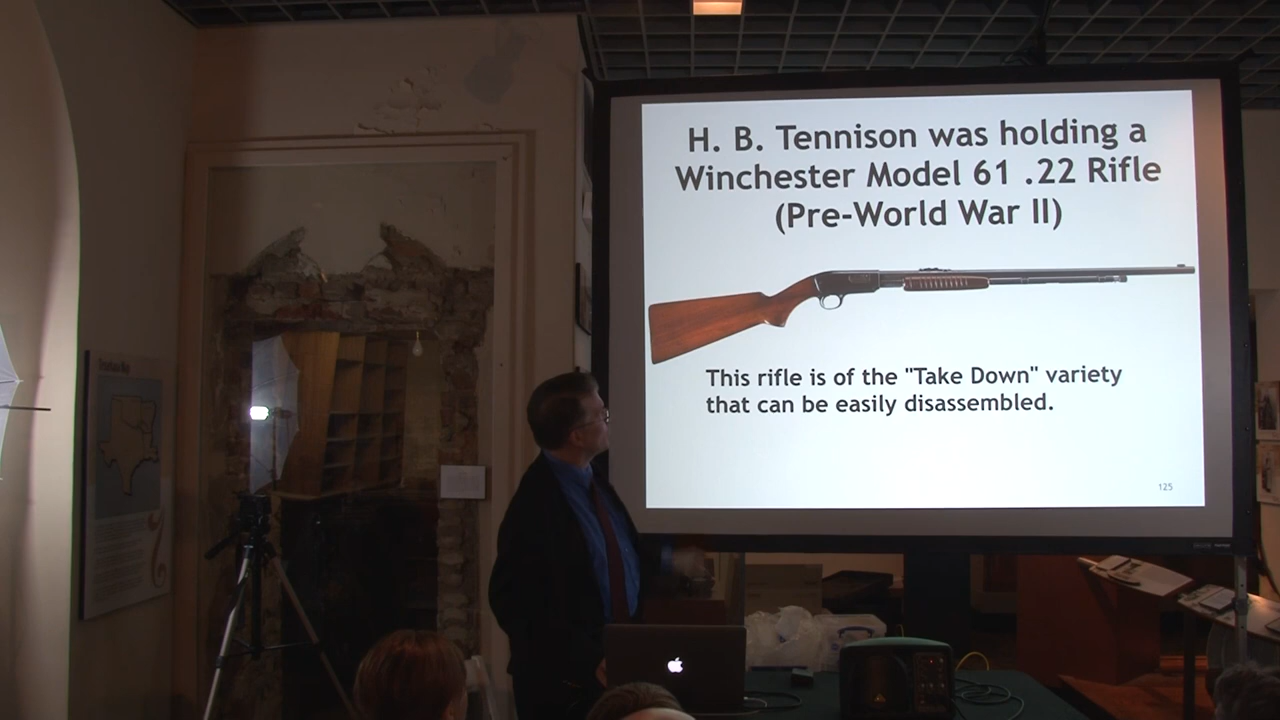 H. B. Tennison was holding a
Winchester Model 61 .22 Rifle
(Pre-World War II)
This rifle is of the "Take Down" variety
that can be easily disassembled.
125